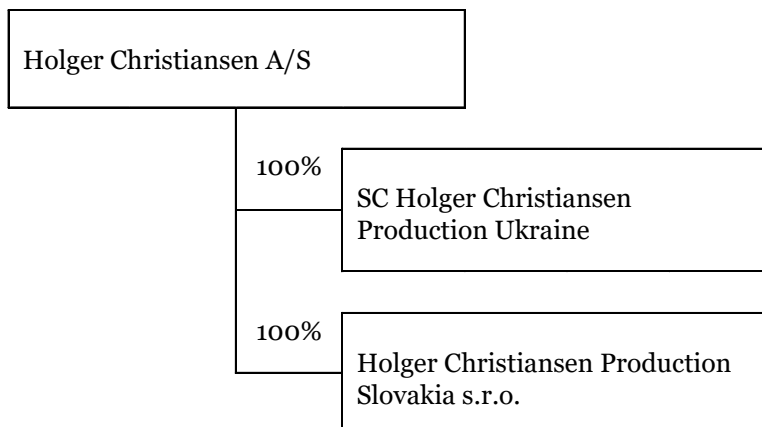 Holger Christiansen A/S
100%
SC Holger Christiansen
Production Ukraine
100%
Holger Christiansen Production
Slovakia s.r.o.